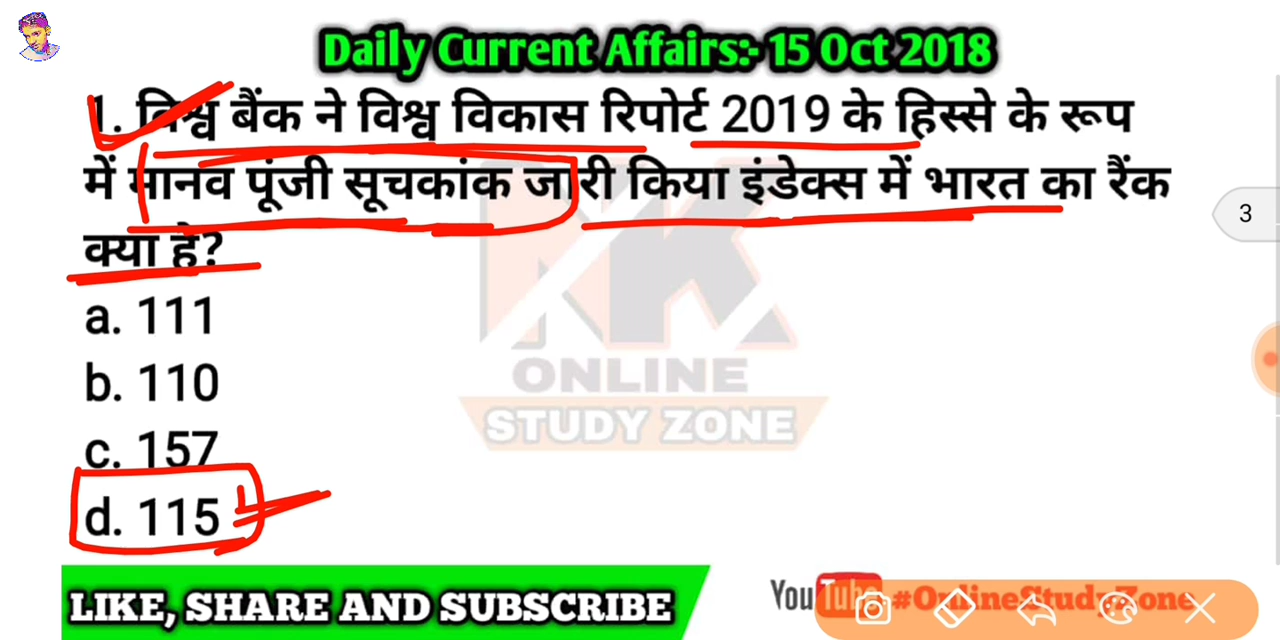 Daily Current Affairs:- 15 Oct 2018
1. विश्व बैंक ने विश्व विकास रिपोर्ट 2019 के हिस्से के रूप
में मानव पूंजी सूचकांक जारी किया इंडेक्स में भारत का रैंक
क्या है?
3
a. 111
b. 110
c. 157
d. 115
ONLINE
STUDY ZONE
LIKE, SHARE AND SUBSCRIBE
YouTube #OnlineStudyZone